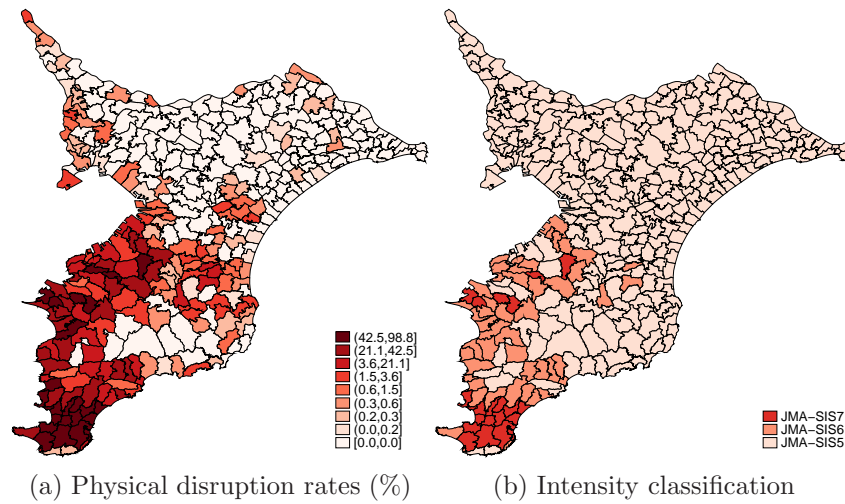 (42.5,98.8]
(21.1,42.5]
(3.6,21.1]
(1.5,3.6]
(0.6,1.5]
(0.3,0.6]
(0.2,0.3]
(0.0,0.2]
[0.0,0.0]
JMA−SIS7
JMA−SIS6
JMA−SIS5
(a) Physical disruption rates (%)
(b) Intensity classification